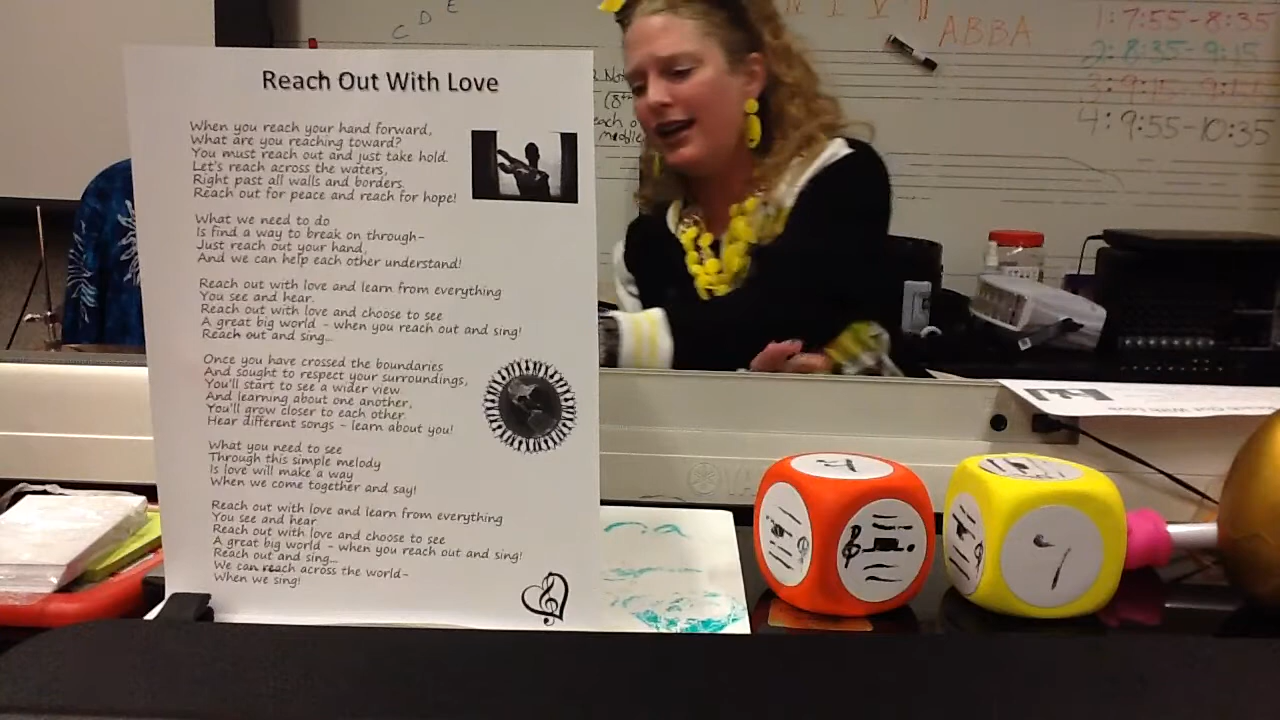 Reach Out With Love
When you reach your hand forward,
What are you reaching toward?
You must reach out and just take hold.
Let's reach across the waters,
Right past all walls and borders.
Reach out for peace and reach for hope!
What we need to do
Is find a way to break on through-
Just reach out your hand,
And we can help each other understand!
Reach out with love and learn from everything
You see and hear.
Reach out with love and choose to see
A great big world - when you reach out and sing!
Reach out and sing...
Once you have crossed the boundaries
And sought to respect your surroundings,
You'll start to see a wider view
And learning about one another,
You'll grow closer to each other
Hear different songs - learn about you!
What you need to see
Through this simple melody
Is love will make a way
When we come together and say!
Reach out with love and learn from everything
You see and hear
Reach out with love and choose to see
A great big world - when you reach out and sing!
Reach out and sing...
We can reach across the world-
When we sing!
C D E
ABBA
1: 7:55-8:35
2: 8:35-9:15
3: 9:15-
4: 9:55-10:35